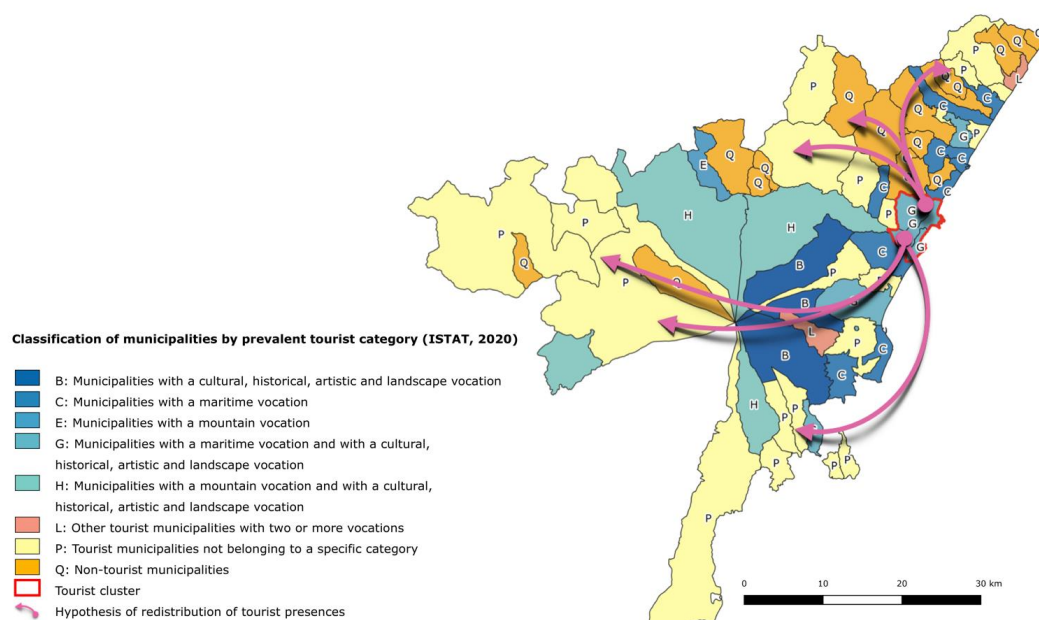 Classification of municipalities by prevalent tourist category (ISTAT, 2020)
B: Municipalities with a cultural, historical, artistic and landscape vocation
C: Municipalities with a maritime vocation
E: Municipalities with a mountain vocation
G: Municipalities with a maritime vocation and with a cultural,
historical, artistic and landscape vocation
H: Municipalities with a mountain vocation and with a cultural,
historical, artistic and landscape vocation
L: Other tourist municipalities with two or more vocations
P: Tourist municipalities not belonging to a specific category
Q: Non-tourist municipalities
Tourist cluster
Hypothesis of redistribution of tourist presences
P Q Q
P L
P Q Q Q
C C
Q G P
Q Q C C
E Q Q Q
P C Q C
H H P G
G
P P C G
Q B P
P Q B
L P C
B C
H P P
P P P
P
0 10 20 30 km